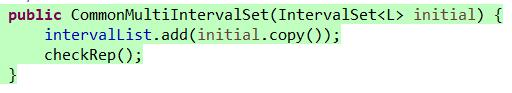 public CommonMultiIntervalSet(IntervalSet<L> initial) {
    intervalList.add(initial.copy());
    checkRep();
}